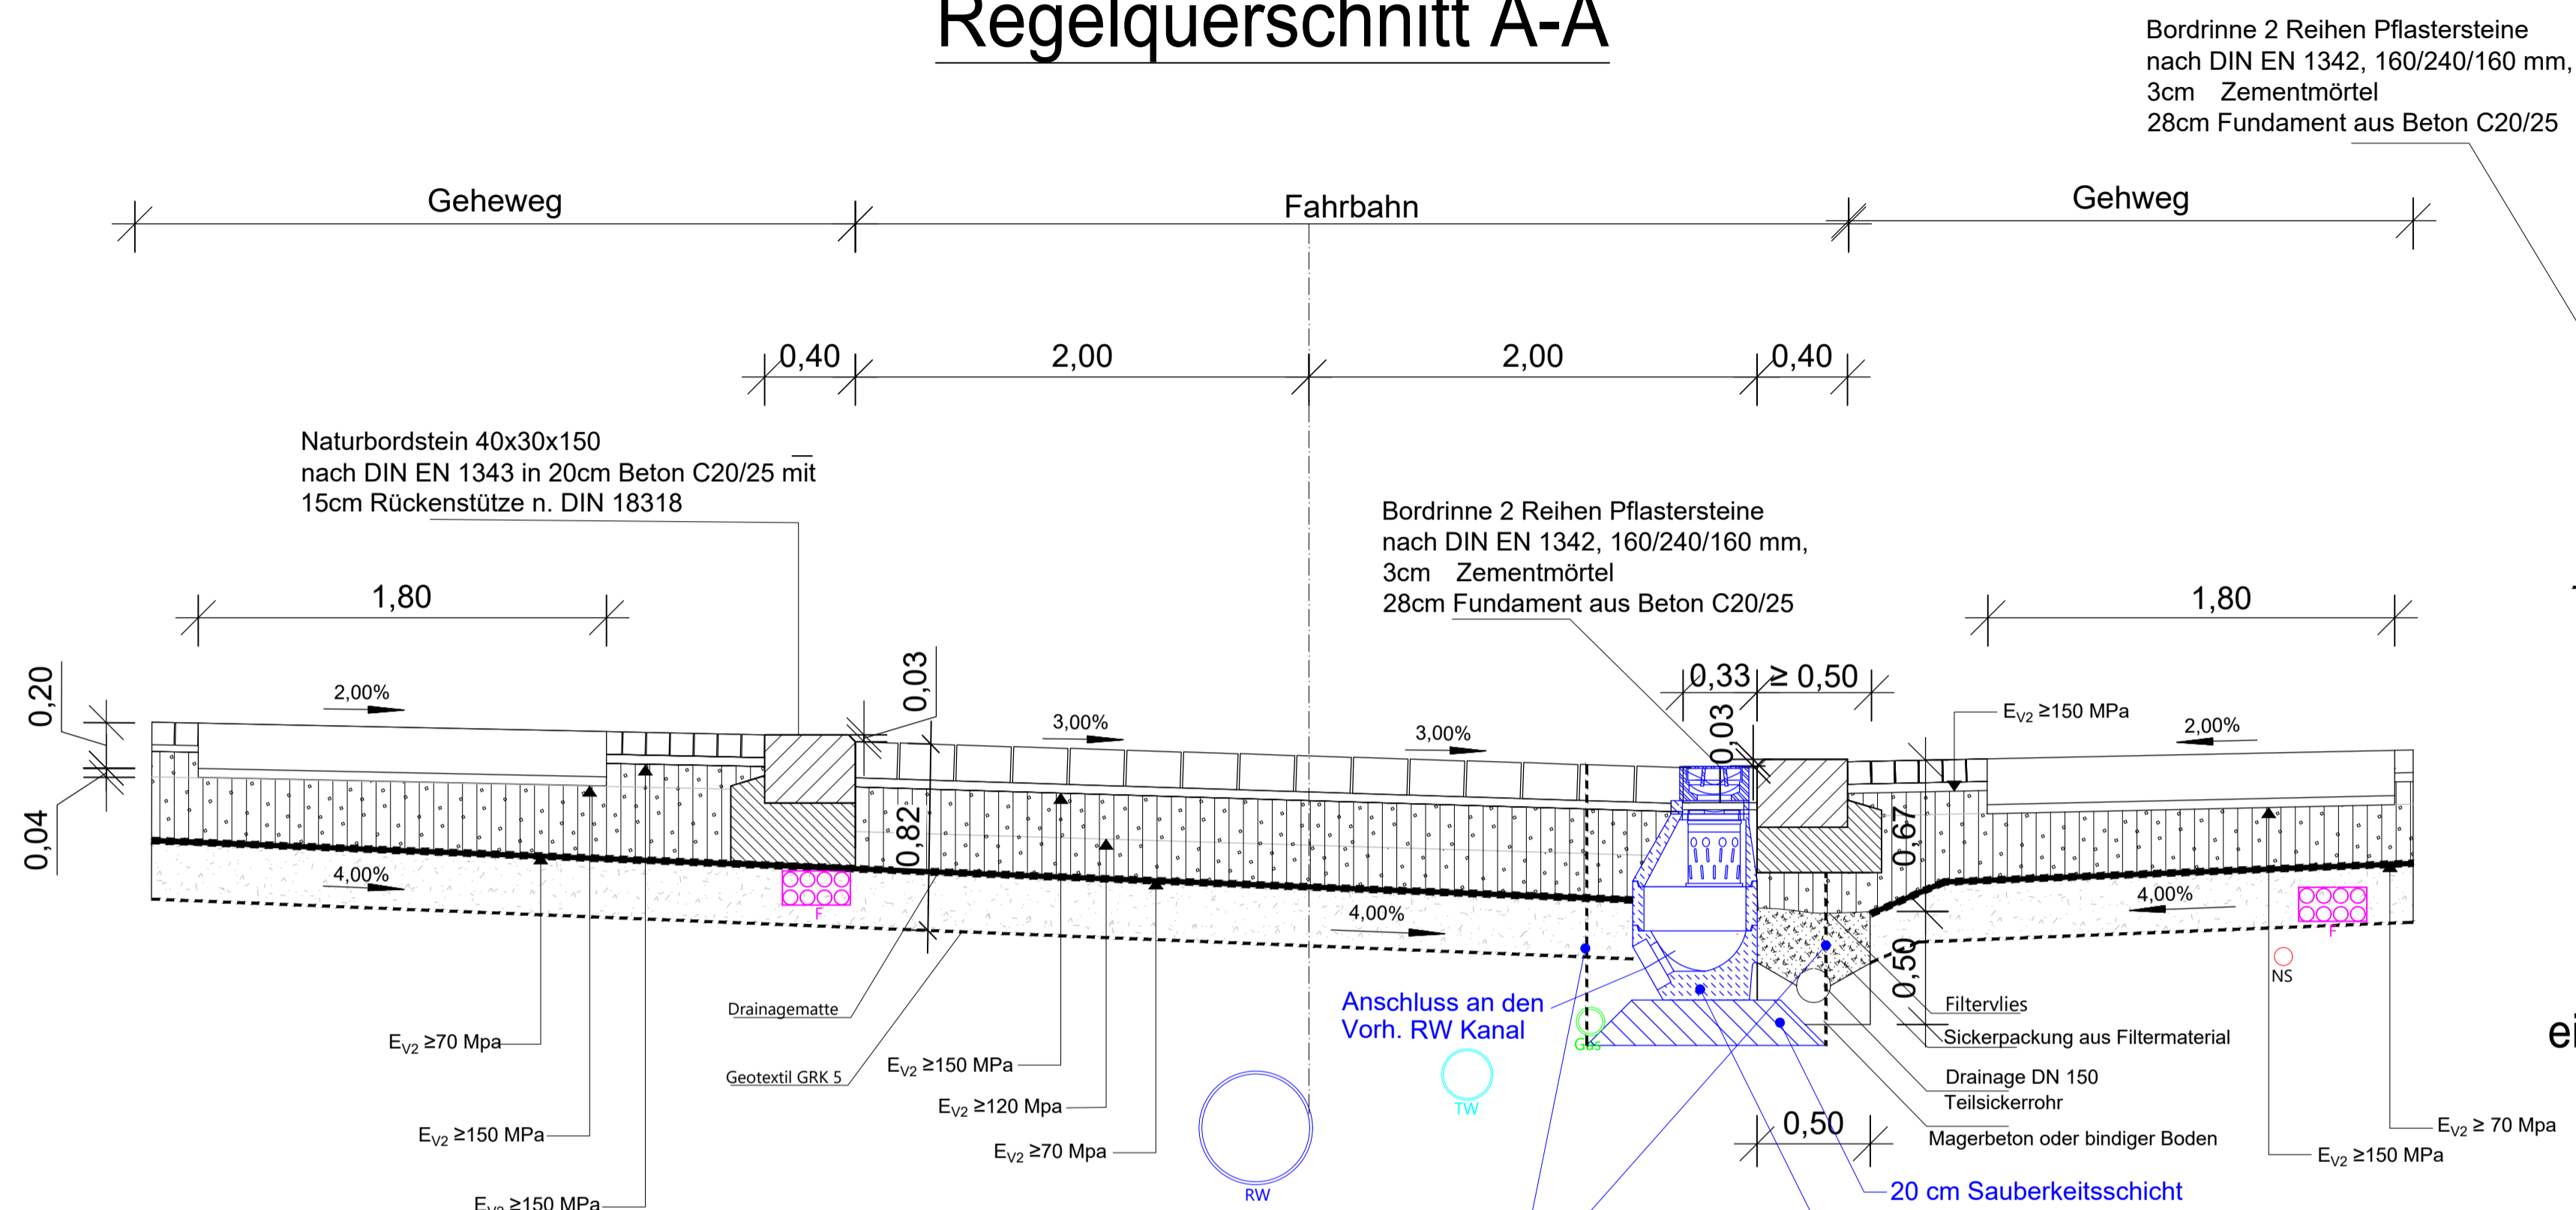 Regelquerschnitt A-A
Bordrinne 2 Reihen Pflastersteine
nach DIN EN 1342, 160/240/160 mm,
3cm Zementmörtel
28cm Fundament aus Beton C20/25
Geheweg
Fahrbahn
Gehweg
0,40
2,00
2,00
0,40
Naturbordstein 40x30x150
nach DIN EN 1343 in 20cm Beton C20/25 mit
15cm Rückenstütze n. DIN 18318
Bordrinne 2 Reihen Pflastersteine
nach DIN EN 1342, 160/240/160 mm,
3cm Zementmörtel
28cm Fundament aus Beton C20/25
1,80
1,80
0,20
0,04
2,00%
0,03
3,00%
3,00%
0,33
≥ 0,50
0,03
EV2 ≥150 MPa
2,00%
0,82
0,67
4,00%
F
4,00%
4,00%
F
0,50
NS
Drainagematte
Anschluss an den
Vorh. RW Kanal
Gas
Filtervlies
Sickerpackung aus Filtermaterial
ei
EV2 ≥70 Mpa
Geotextil GRK 5
EV2 ≥150 MPa
Drainage DN 150
Teilsickerrohr
EV2 ≥120 Mpa
TW
0,50
Magerbeton oder bindiger Boden
EV2 ≥ 70 Mpa
EV2 ≥150 MPa
EV2 ≥70 Mpa
EV2 ≥150 MPa
RW
20 cm Sauberkeitsschicht
EV2 ≥150 MPa